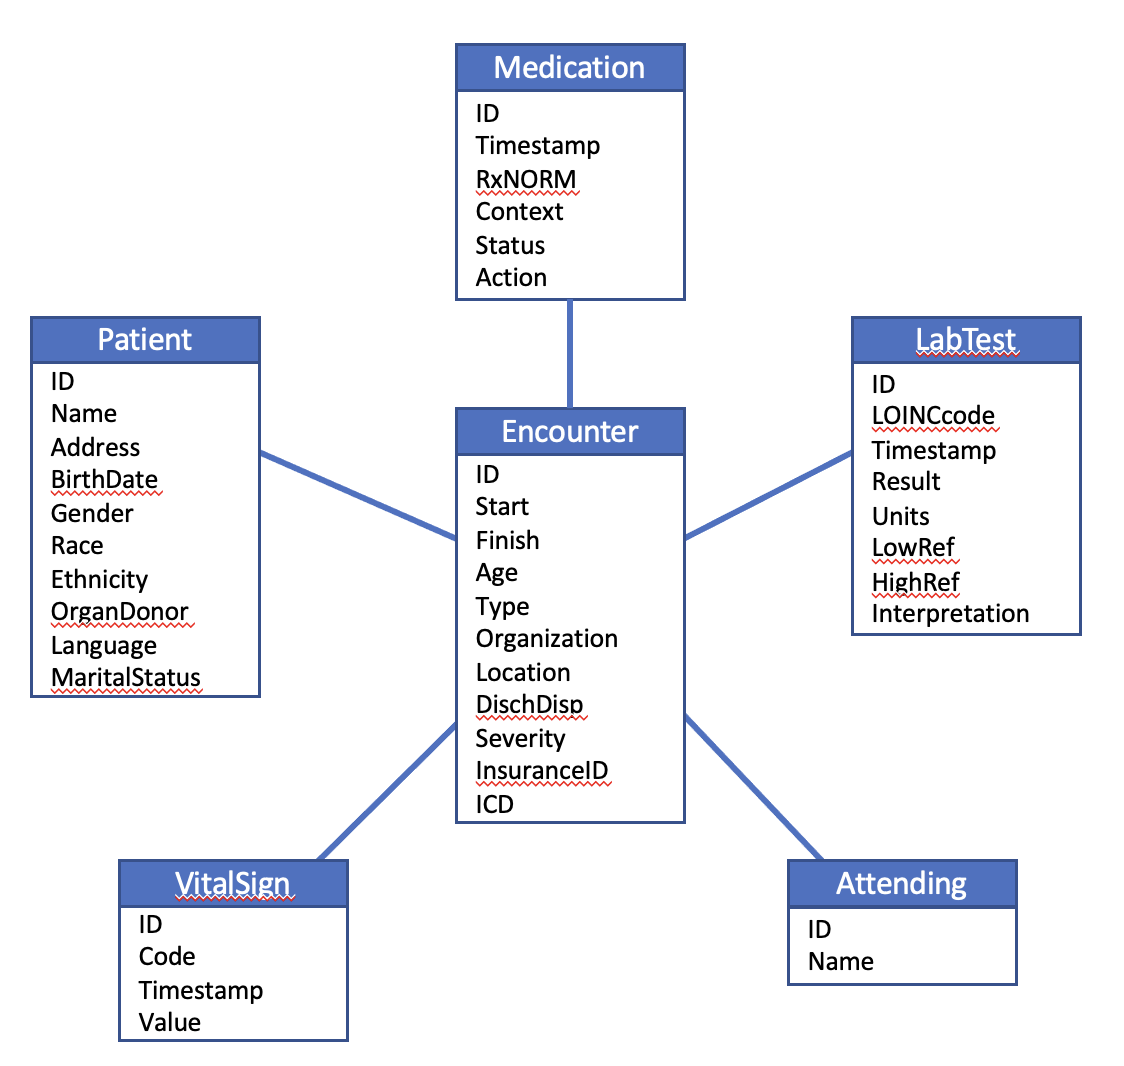 Medication
ID
Timestamp
RxNORM
Context
Status
Action
Patient
ID
Name
Address
BirthDate
Gender
Race
Ethnicity
OrganDonor
Language
MaritalStatus
LabTest
ID
LOINCcode
Timestamp
Result
Units
LowRef
HighRef
Interpretation
Encounter
ID
Start
Finish
Age
Type
Organization
Location
DischDisp
Severity
InsuranceID
ICD
VitalSign
ID
Code
Timestamp
Value
Attending
ID
Name